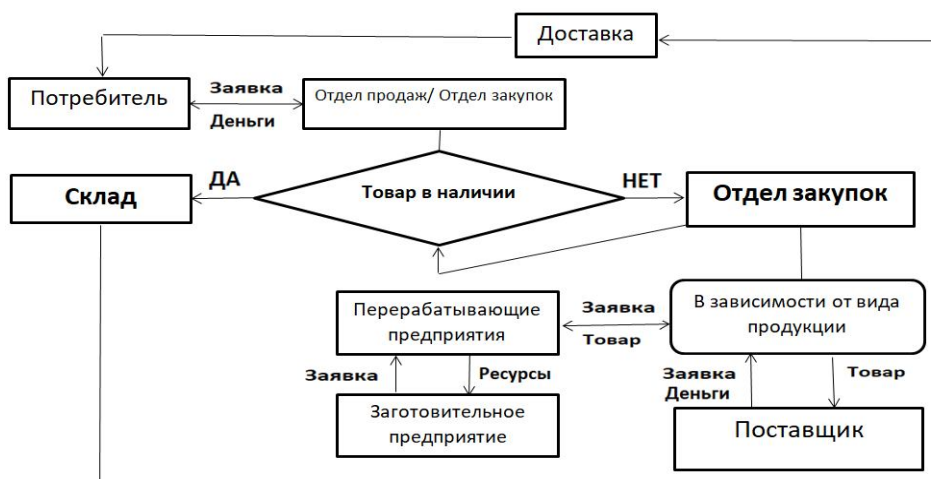 Доставка
Потребитель
Заявка
Деньги
Отдел продаж/ Отдел закупок
Склад
ДА
Товар в наличии
НЕТ
Отдел закупок
Перерабатывающие
предприятия
Заявка
Товар
В зависимости от вида
продукции
Заявка
Ресурсы
Заявка
Деньги
Товар
Заготовительное
предприятие
Поставщик